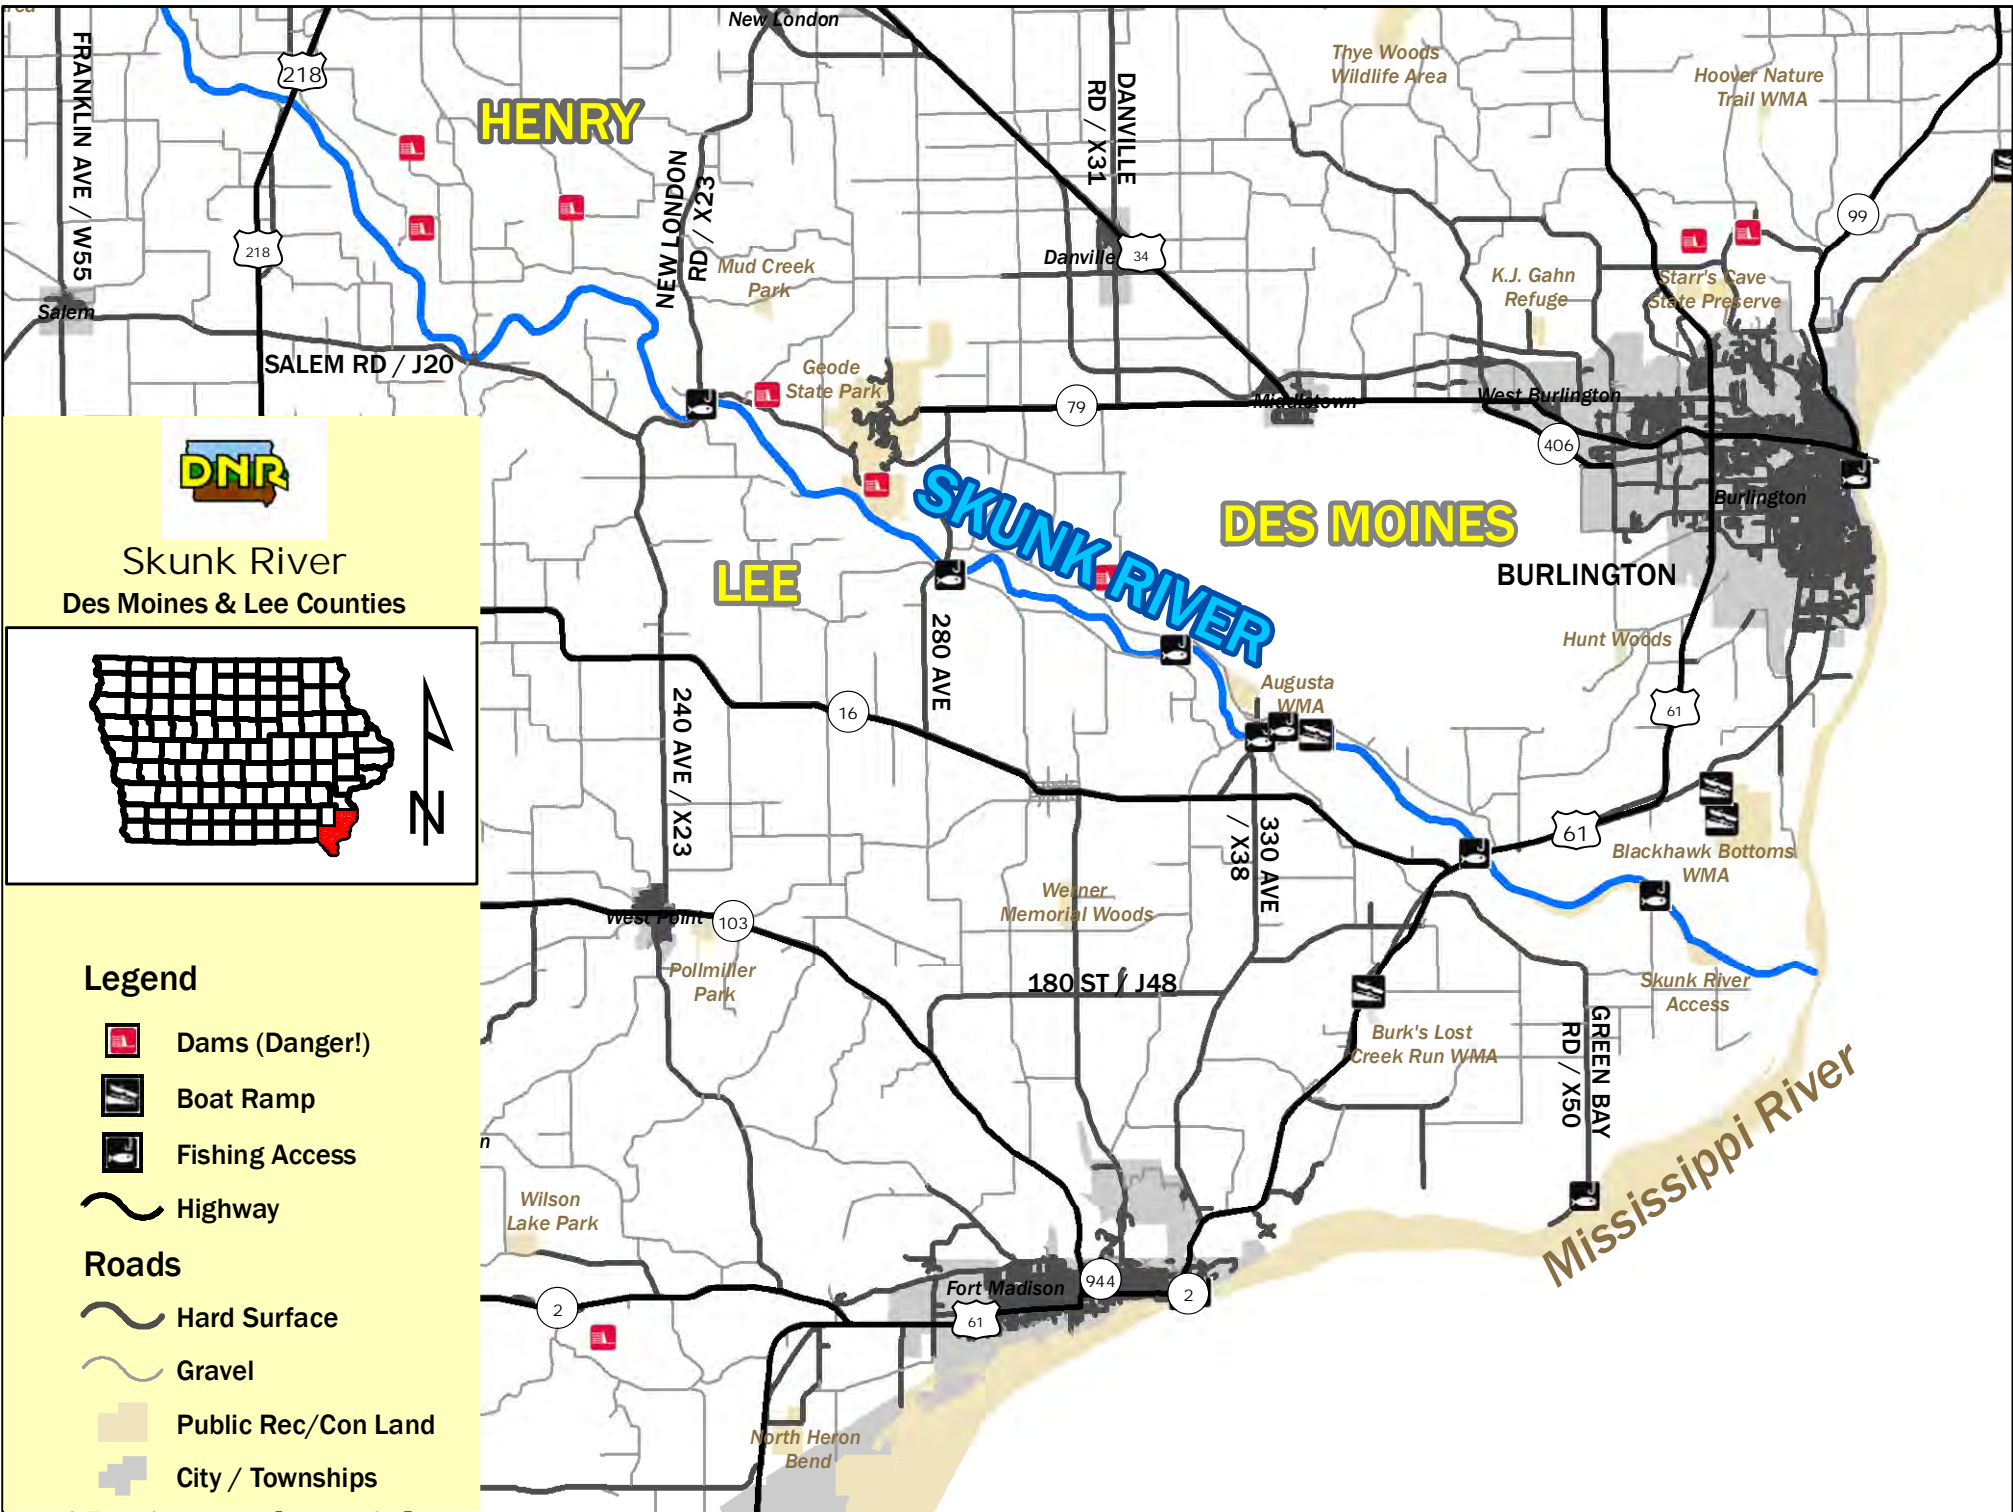 New London
FRANKLIN AVE / W55
218
HENRY
DANVILLE
RD / X31
Thye Woods
Wildlife Area
Hoover Nature
Trail WMA
99
218
NEW LONDON
RD / X23
Mud Creek
Park
Danville
34
K.J. Gahn
Refuge
Starr's Cave
State Preserve
Salem
SALEM RD / J20
Geode
State Park
79
Middletown
West Burlington
406
Burlington
DNR
Skunk River
Des Moines & Lee Counties
N
SKUNK RIVER
DES MOINES
BURLINGTON
LEE
280 AVE
Hunt Woods
240 AVE / X23
16
Augusta
WMA
61
61
330 AVE
/ X38
Blackhawk Bottoms
WMA
Werner
Memorial Woods
West Point
103
Pollmiller
Park
180 ST / J48
Skunk River
Access
Burk's Lost
Creek Run WMA
GREEN BAY
RD / X50
Mississippi River
n
Wilson
Lake Park
2
Fort Madison
944
2
61
North Heron
Bend
Legend
Dams (Danger!)
Boat Ramp
Fishing Access
Highway
Roads
Hard Surface
Gravel
Public Rec/Con Land
City / Townships